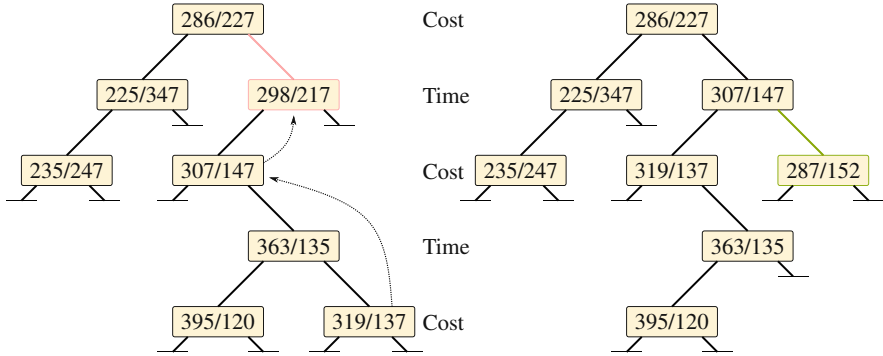 286/227 Cost 286/227
225/347 298/217 Time 225/347 307/147
235/247 307/147 Cost 235/247 319/137 287/152
363/135 Time 363/135
395/120 319/137 Cost 395/120